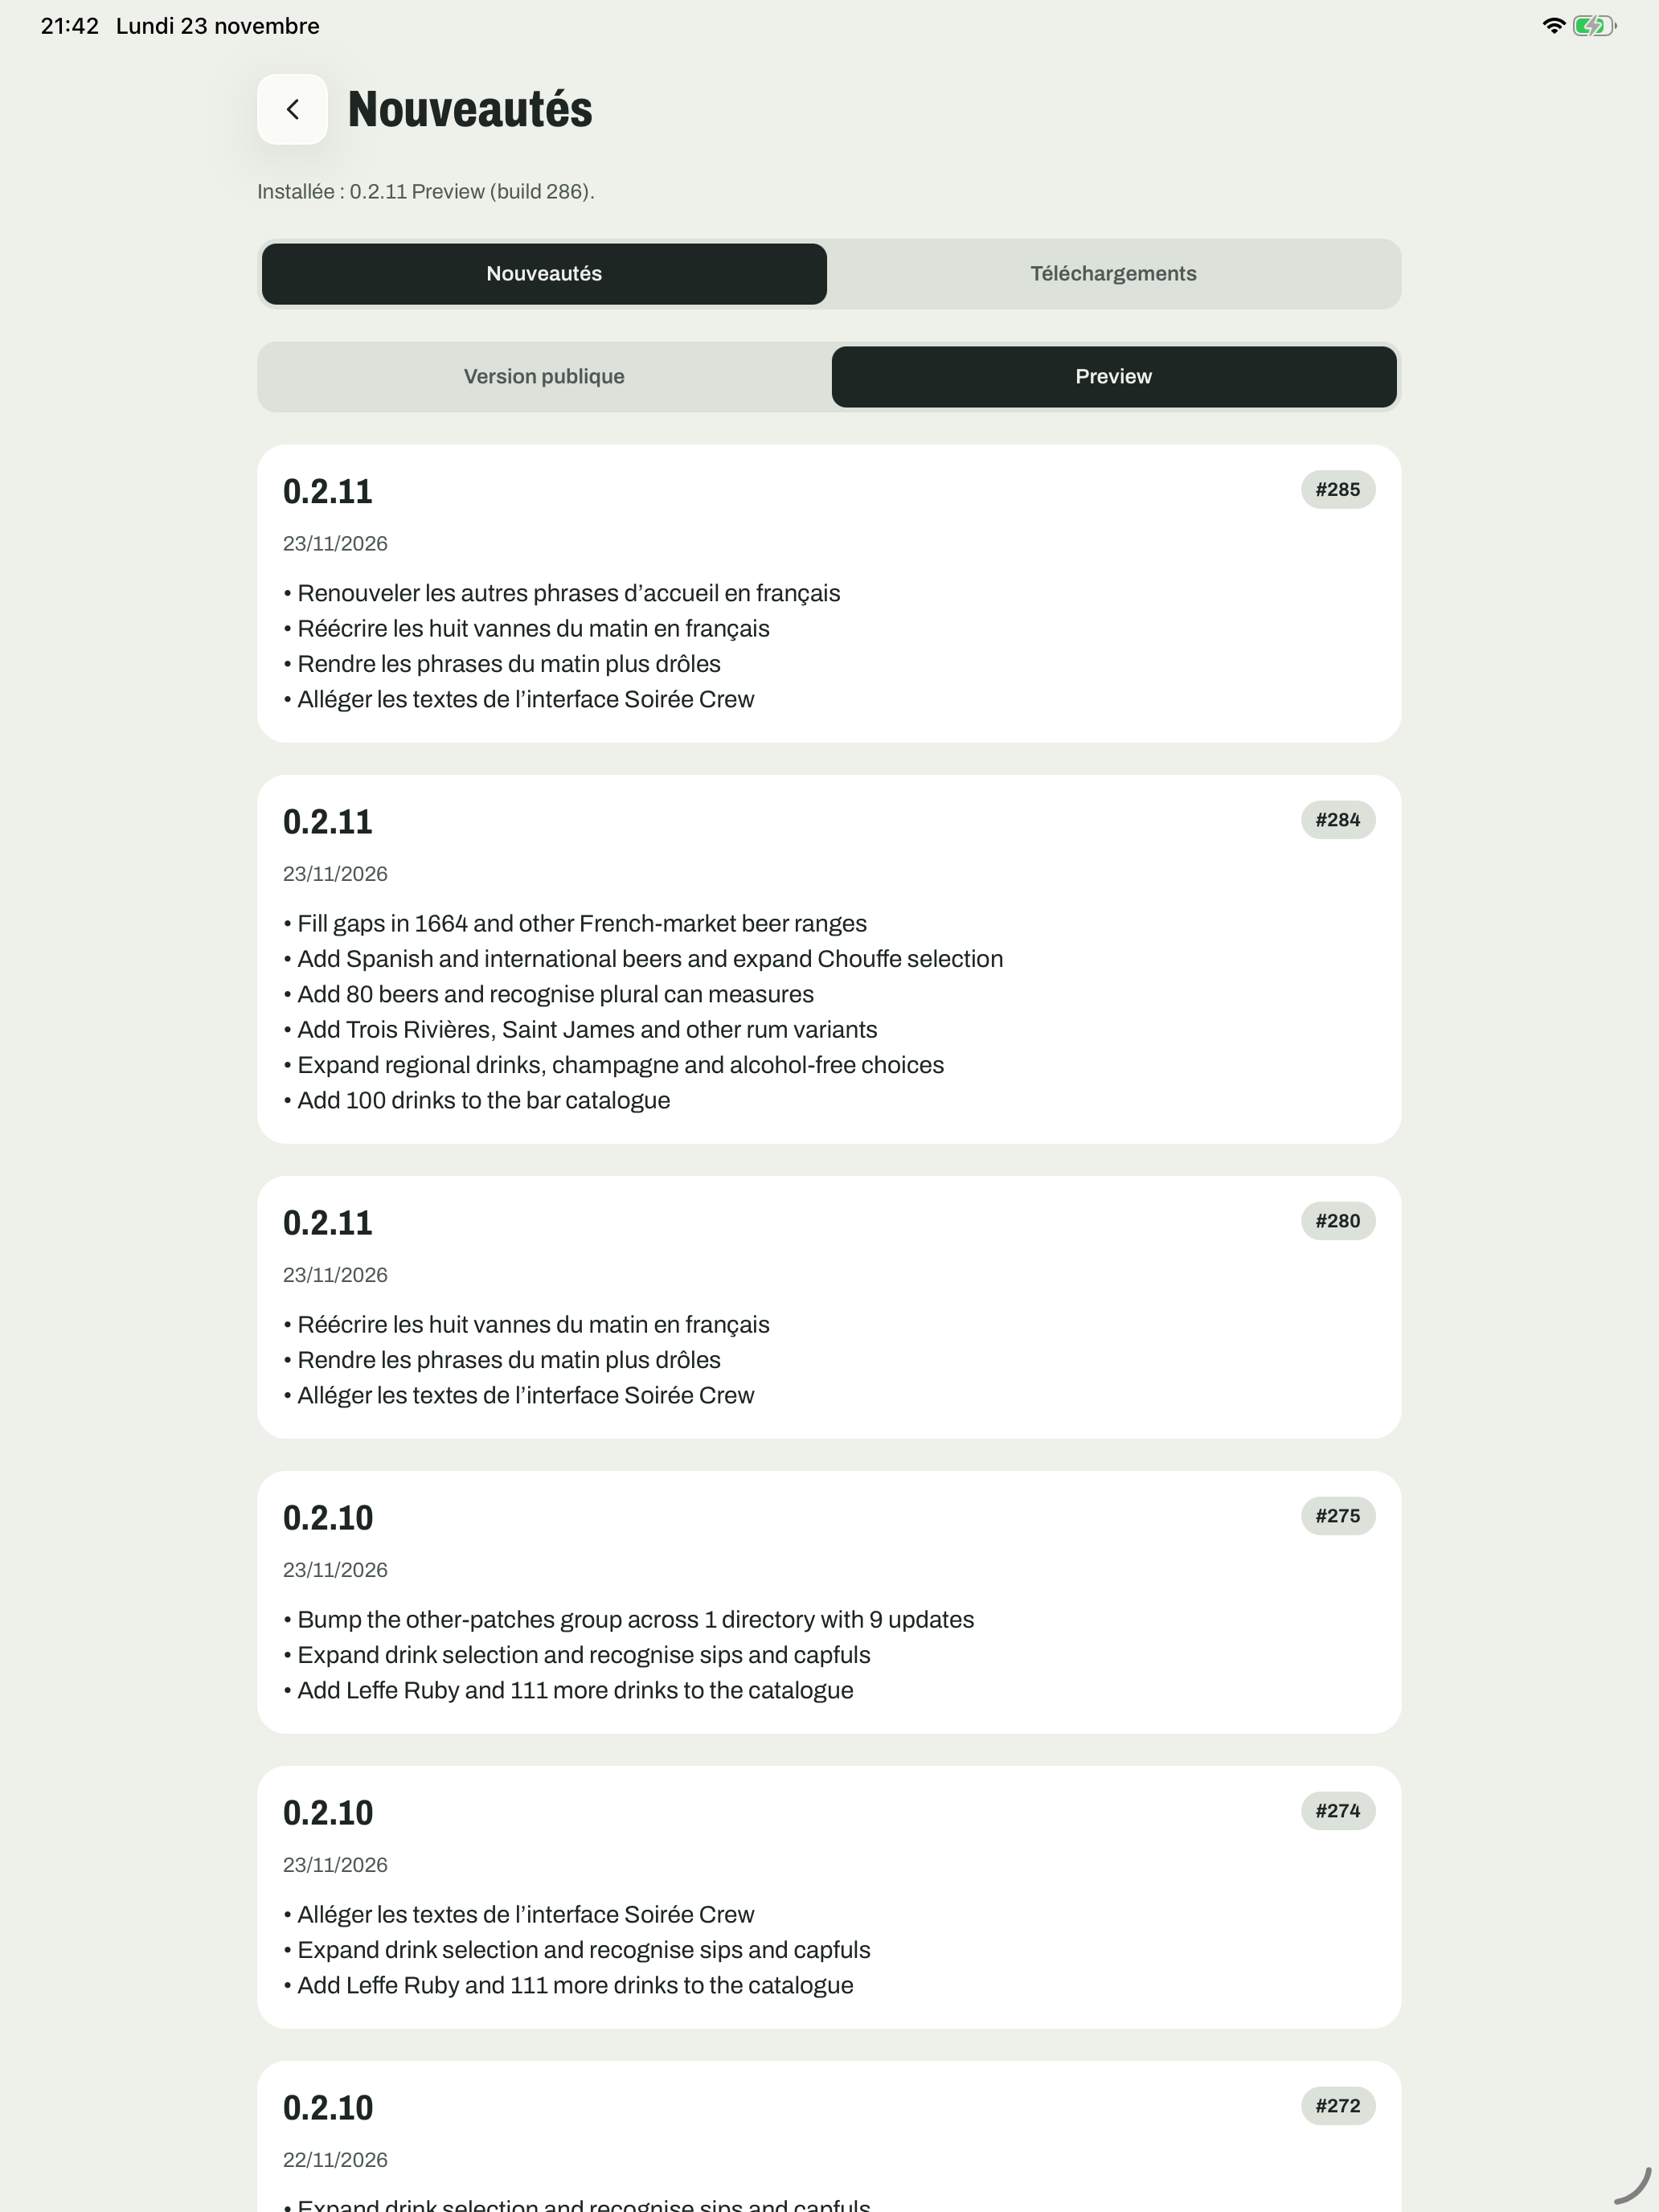 21:42 Lundi 23 novembre
Nouveautés
Installée : 0.2.11 Preview (build 286).
Nouveautés
Téléchargements
Version publique
Preview
0.2.11
#285
23/11/2026
• Renouveler les autres phrases d’accueil en français
• Réécrire les huit vannes du matin en français
• Rendre les phrases du matin plus drôles
• Alléger les textes de l’interface Soirée Crew
0.2.11
#284
23/11/2026
• Fill gaps in 1664 and other French-market beer ranges
• Add Spanish and international beers and expand Chouffe selection
• Add 80 beers and recognise plural can measures
• Add Trois Rivières, Saint James and other rum variants
• Expand regional drinks, champagne and alcohol-free choices
• Add 100 drinks to the bar catalogue
0.2.11
#280
23/11/2026
• Réécrire les huit vannes du matin en français
• Rendre les phrases du matin plus drôles
• Alléger les textes de l’interface Soirée Crew
0.2.10
#275
23/11/2026
• Bump the other-patches group across 1 directory with 9 updates
• Expand drink selection and recognise sips and capfuls
• Add Leffe Ruby and 111 more drinks to the catalogue
0.2.10
#274
23/11/2026
• Alléger les textes de l’interface Soirée Crew
• Expand drink selection and recognise sips and capfuls
• Add Leffe Ruby and 111 more drinks to the catalogue
0.2.10
#272
22/11/2026
• Expand drink selection and recognise sips and capfuls